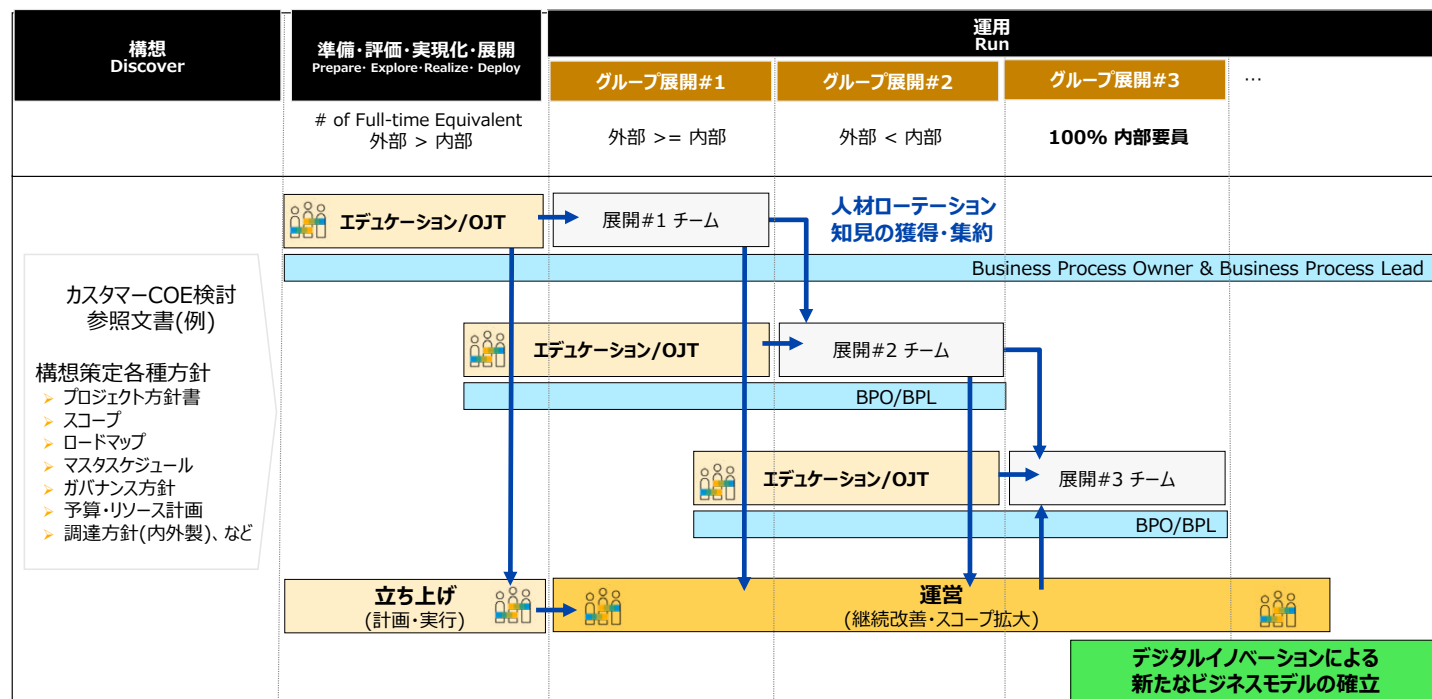 構想
Discover
準備・評価・実現化・展開
Prepare・ Explore・Realize・ Deploy
運用
Run
グループ展開#1
グループ展開#2
グループ展開#3
…
# of Full-time Equivalent
外部 > 内部
外部 >= 内部
外部 < 内部
100% 内部要員
エデュケーション/OJT
展開#1 チーム
人材ローテーション
知見の獲得・集約
Business Process Owner & Business Process Lead
カスタマーCOE検討
参照文書(例)
構想策定各種方針
プロジェクト方針書
スコープ
ロードマップ
マスタスケジュール
ガバナンス方針
予算・リソース計画
調達方針(内外製)、など
エデュケーション/OJT
展開#2 チーム
BPO/BPL
エデュケーション/OJT
展開#3 チーム
BPO/BPL
立ち上げ
(計画・実行)
運営
(継続改善・スコープ拡大)
デジタルイノベーションによる
新たなビジネスモデルの確立